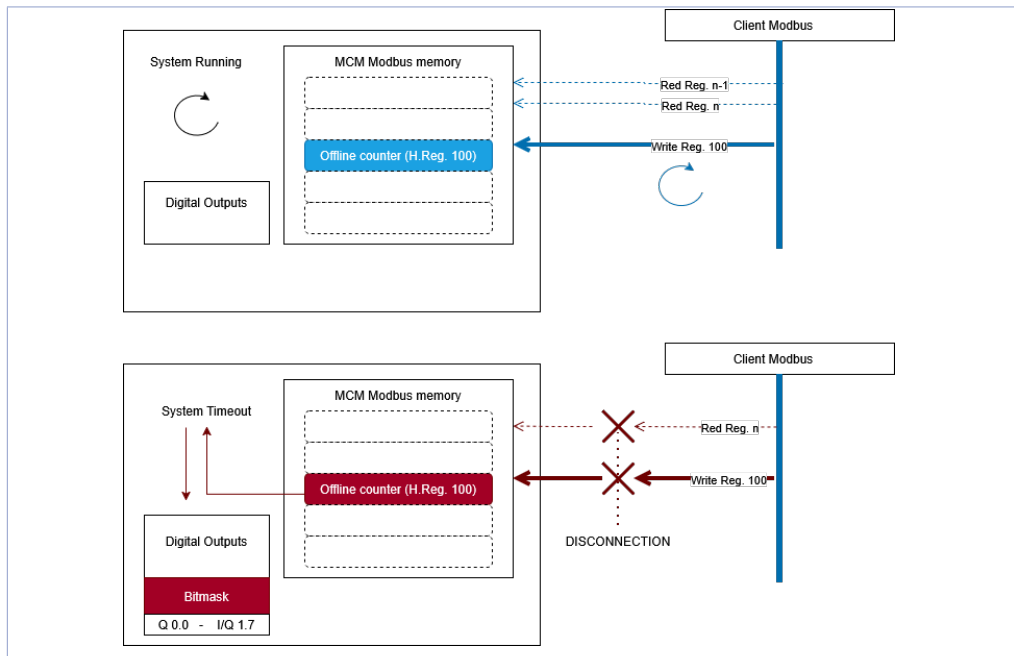 Client Modbus
System Running
MCM Modbus memory
Red Reg. n-1
Red Reg. n
Offline counter (H.Reg. 100)
Write Reg. 100
Digital Outputs
Client Modbus
MCM Modbus memory
System Timeout
Red Reg. n
Offline counter (H.Reg. 100)
Write Reg. 100
Digital Outputs
DISCONNECTION
Bitmask
Q 0.0 - I/Q 1.7